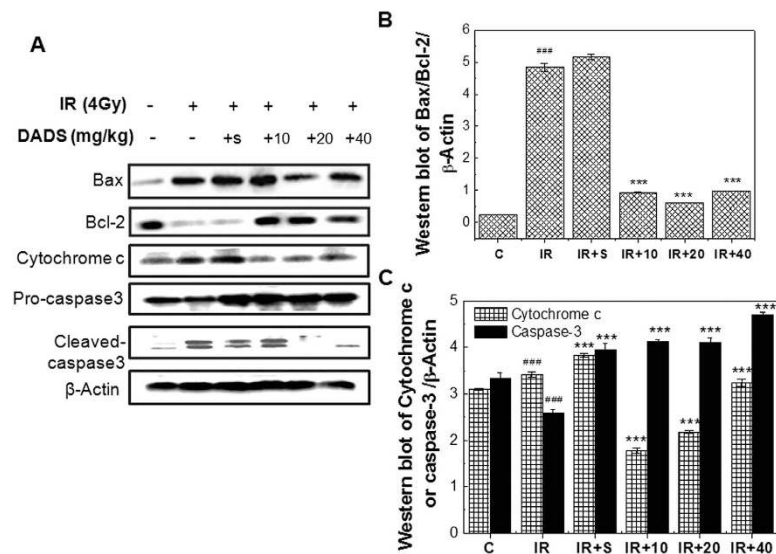 A
IR (4Gy) - + + + + +
DADS (mg/kg) - - +S +10 +20 +40
Bax
Bcl-2
Cytochrome c
Pro-caspase3
Cleaved-
caspase3
β-Actin
B
Western blot of Bax/Bcl-2/
β-Actin
6
5
4
3
2
1
0
###
***
***
***
C IR IR+S IR+10 IR+20 IR+40
C
Western blot of Cytochrome c
or caspase-3 /β-Actin
5
4
3
2
1
0
Cytochrome c
Caspase-3
###
###
*** ***
***
***
***
***
***
***
C IR IR+S IR+10 IR+20 IR+40